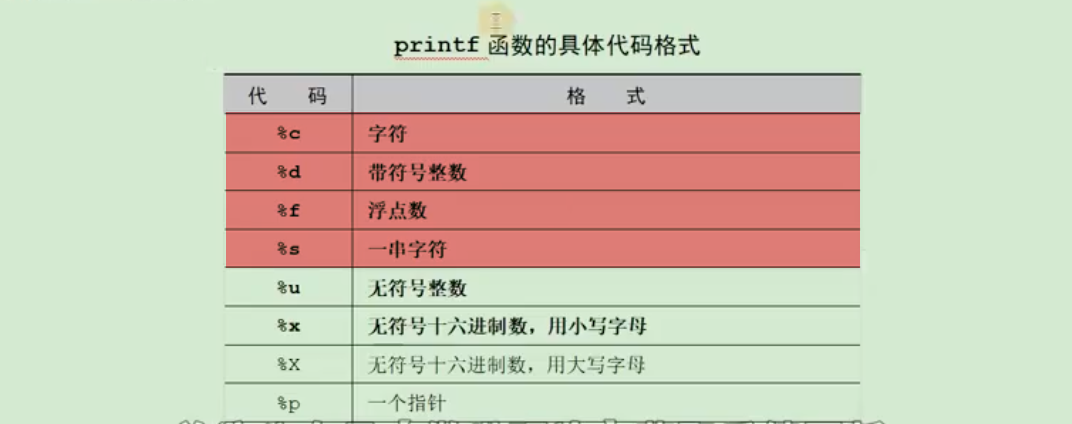 printf 函数的具体代码格式
代 码 格 式
%c 字符
%d 带符号整数
%f 浮点数
%s 一串字符
%u 无符号整数
%x 无符号十六进制数，用小写字母
%X 无符号十六进制数，用大写字母
%p 一个指针